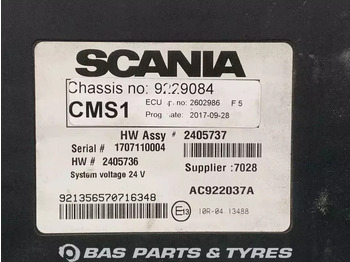 SCANIA
Chassis no: 9229084
CMS1
ECU no: 2602986 F 5
Prog date: 2017-09-28
HW Assy # 2405737
Serial # 1707110004
HW # 2405736
Supplier :7028
System voltage 24 V
AC922037A
921356570716348
E13
10R-04 13488
BAS PARTS & TYRES